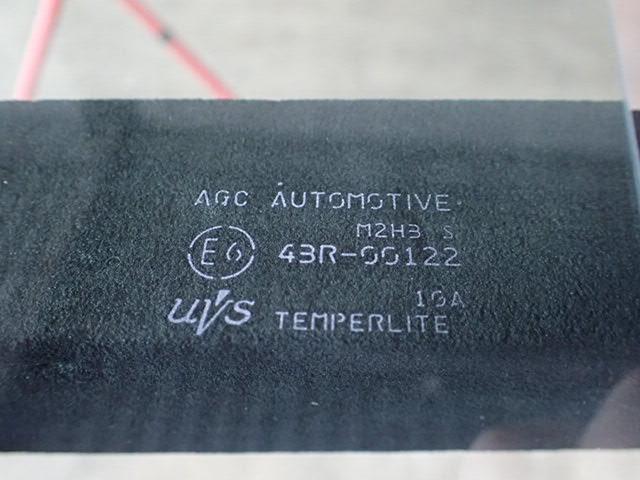 AGC AUTOMOTIVE
M2H3 S
E6 43R-00122
10A
UVS TEMPERLITE